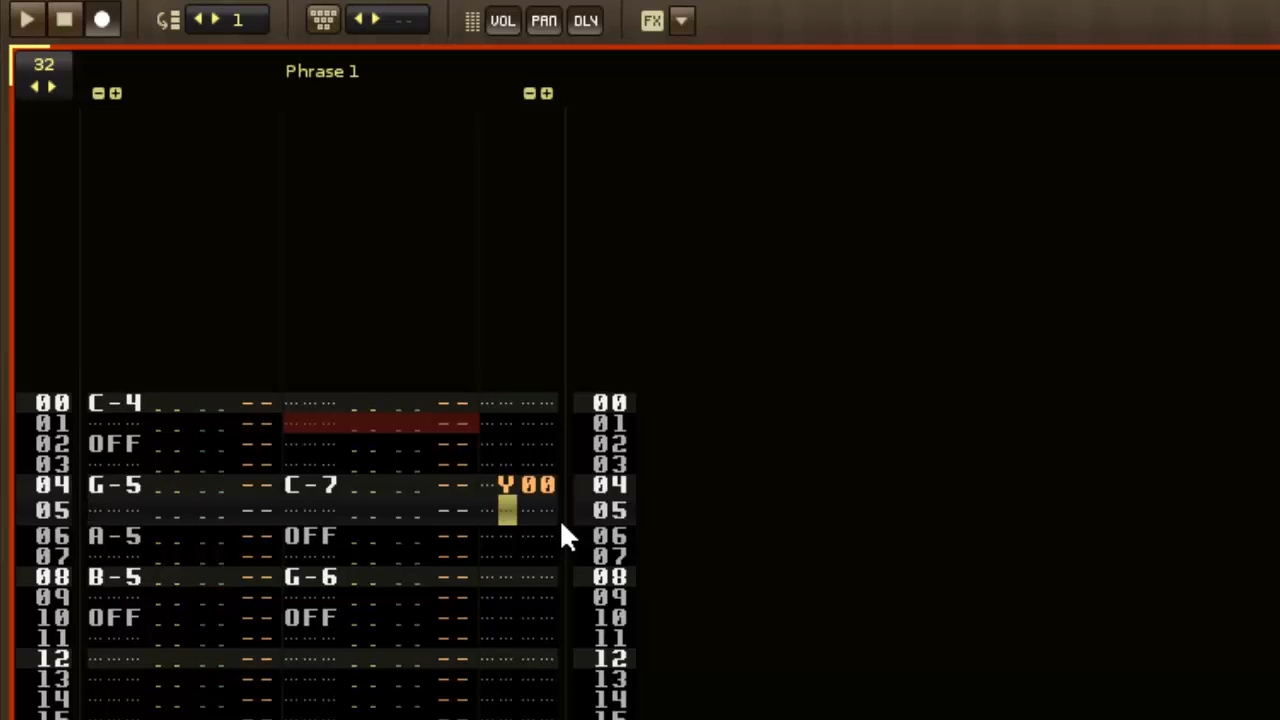 1 -- VOL PAN DLY FX
32
Phrase 1
00 C-4 -- -- 00
01 -- -- 01
02 OFF -- -- 02
03 -- -- 03
04 G-5 -- C-7 -- Y00 04
05 -- -- 05
06 A-5 -- OFF -- 06
07 -- -- 07
08 B-5 -- G-6 -- 08
09 -- -- 09
10 OFF -- OFF -- 10
11 -- -- 11
12 -- -- 12
13 -- -- 13
14 -- -- 14